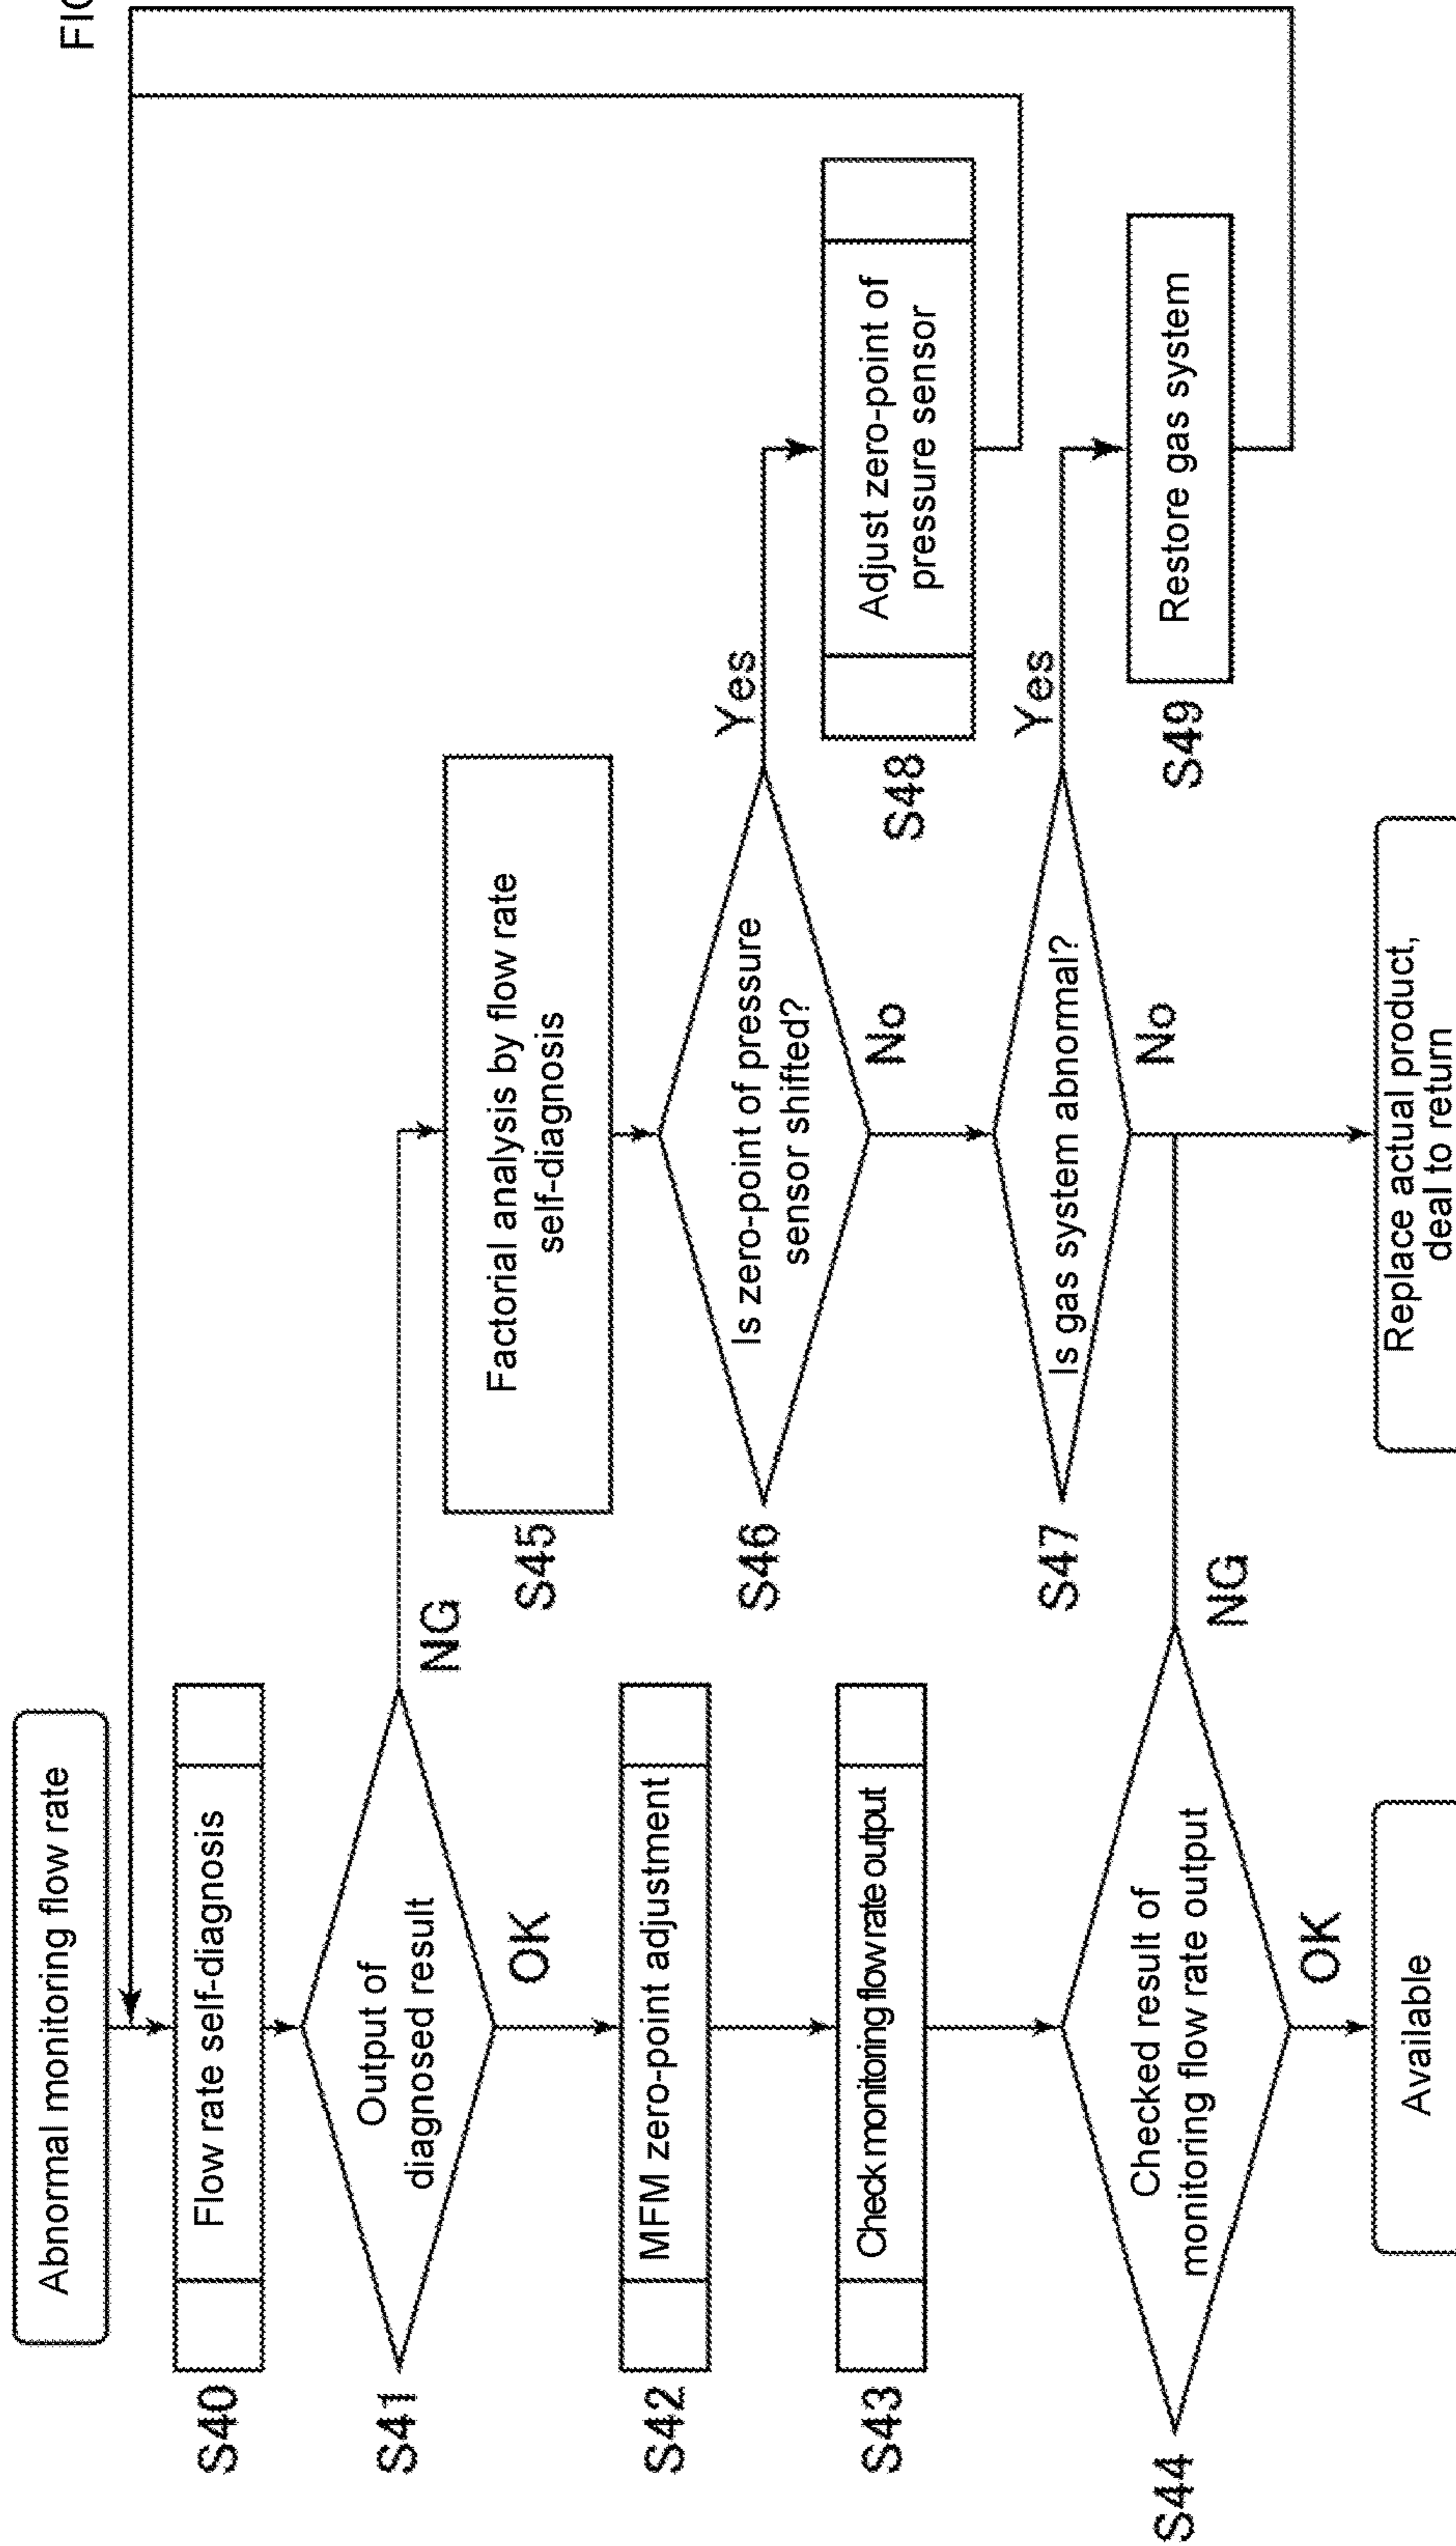 FIG
Abnormal monitoring flow rate
S40
Flow rate self-diagnosis
S41
Output of
diagnosed result
NG
OK
S42
MFM zero-point adjustment
S43
Check monitoring flow rate output
S44
Checked result of
monitoring flow rate output
NG
OK
Available
S45
Factorial analysis by flow rate
self-diagnosis
S46
Is zero-point of pressure
sensor shifted?
Yes
No
S48
Adjust zero-point of
pressure sensor
S47
Is gas system abnormal?
Yes
No
S49
Restore gas system
Replace actual product,
deal to return